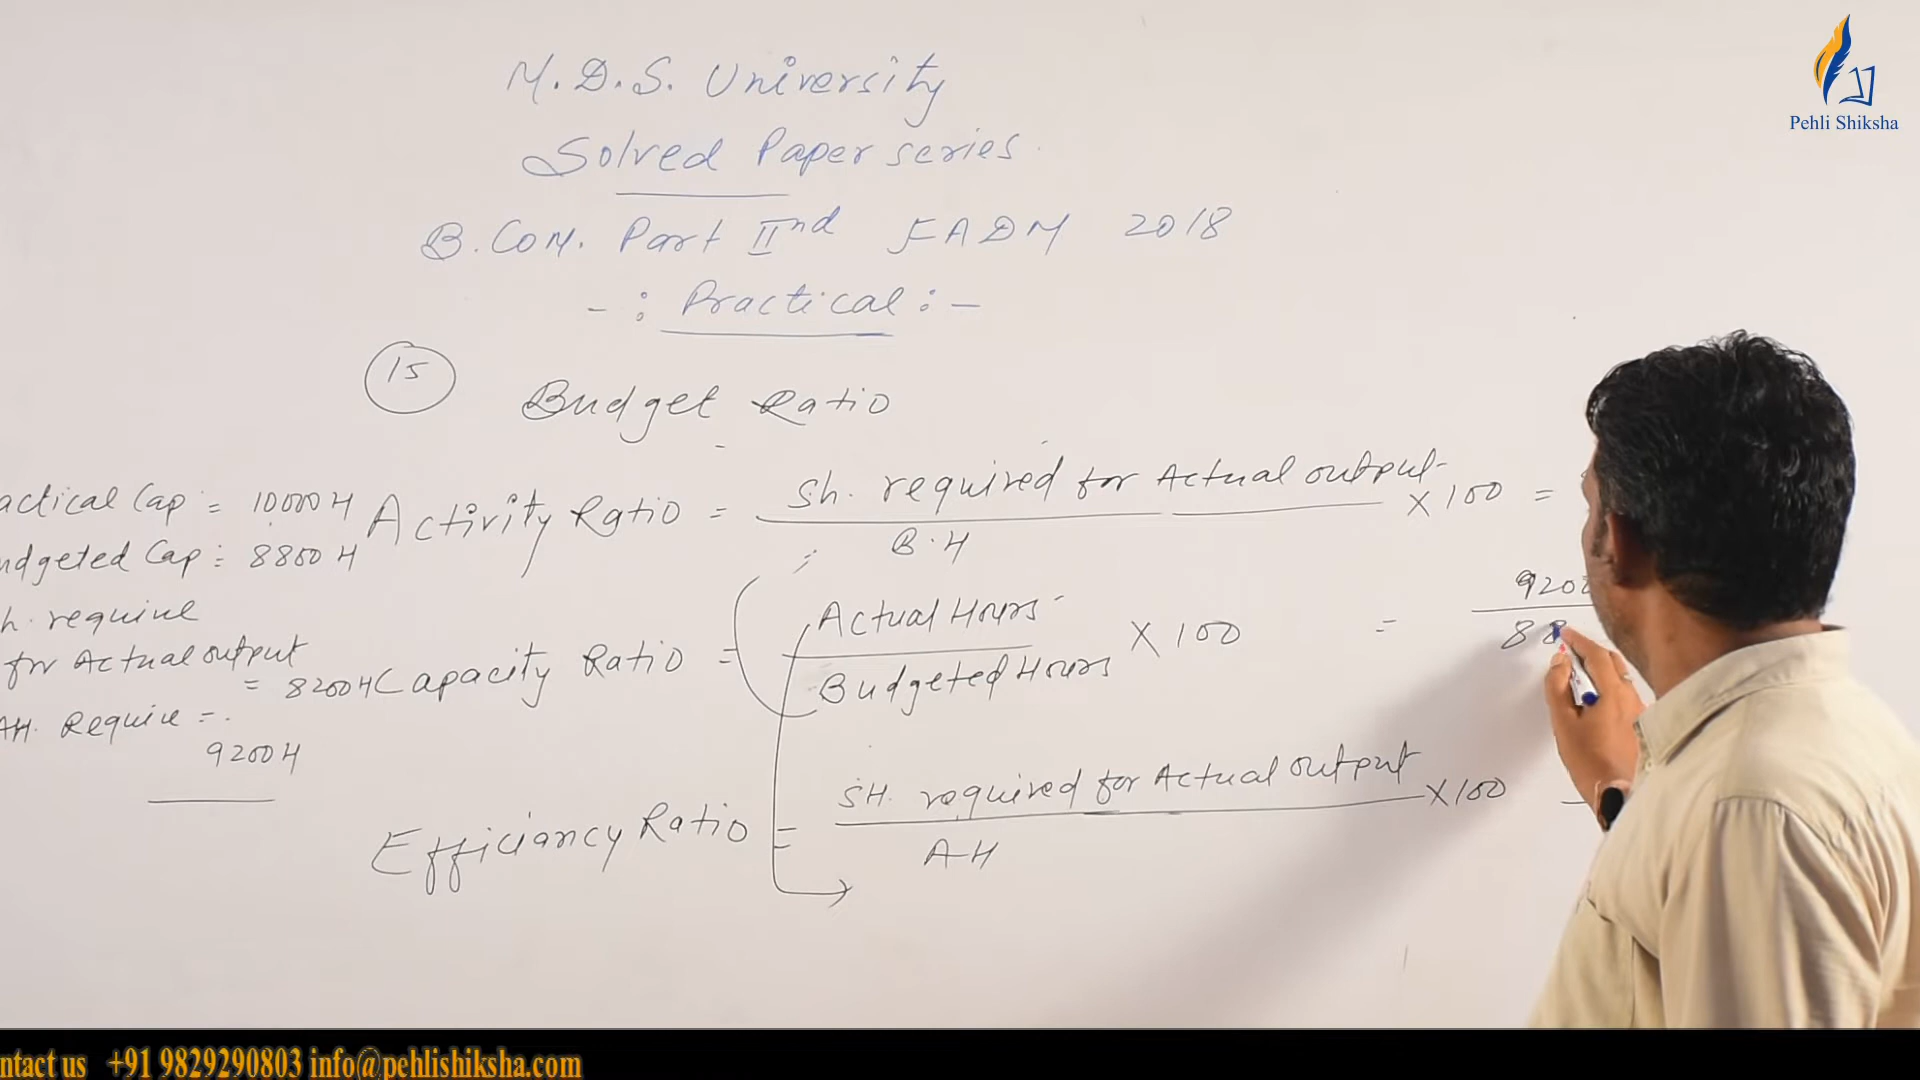 Pehli Shiksha
M.D.S. University
Solved Paper series
B.Com. Part IInd EADM 2018
-: Practical :-
15
Budget Ratio
actical Cap = 10000 H
udgeted Cap = 8800 H
h. require
for Actual output
= 8200 H
AH. Require =
9200 H
Activity Ratio = Sh. required for Actual output
B.H
× 100 =
Capacity Ratio = Actual Hours
Budgeted Hours
× 100 = 920
88
Efficiancy Ratio = SH. required for Actual output
AH
× 100
ntact us +91 9829290803 info@pehlishiksha.com